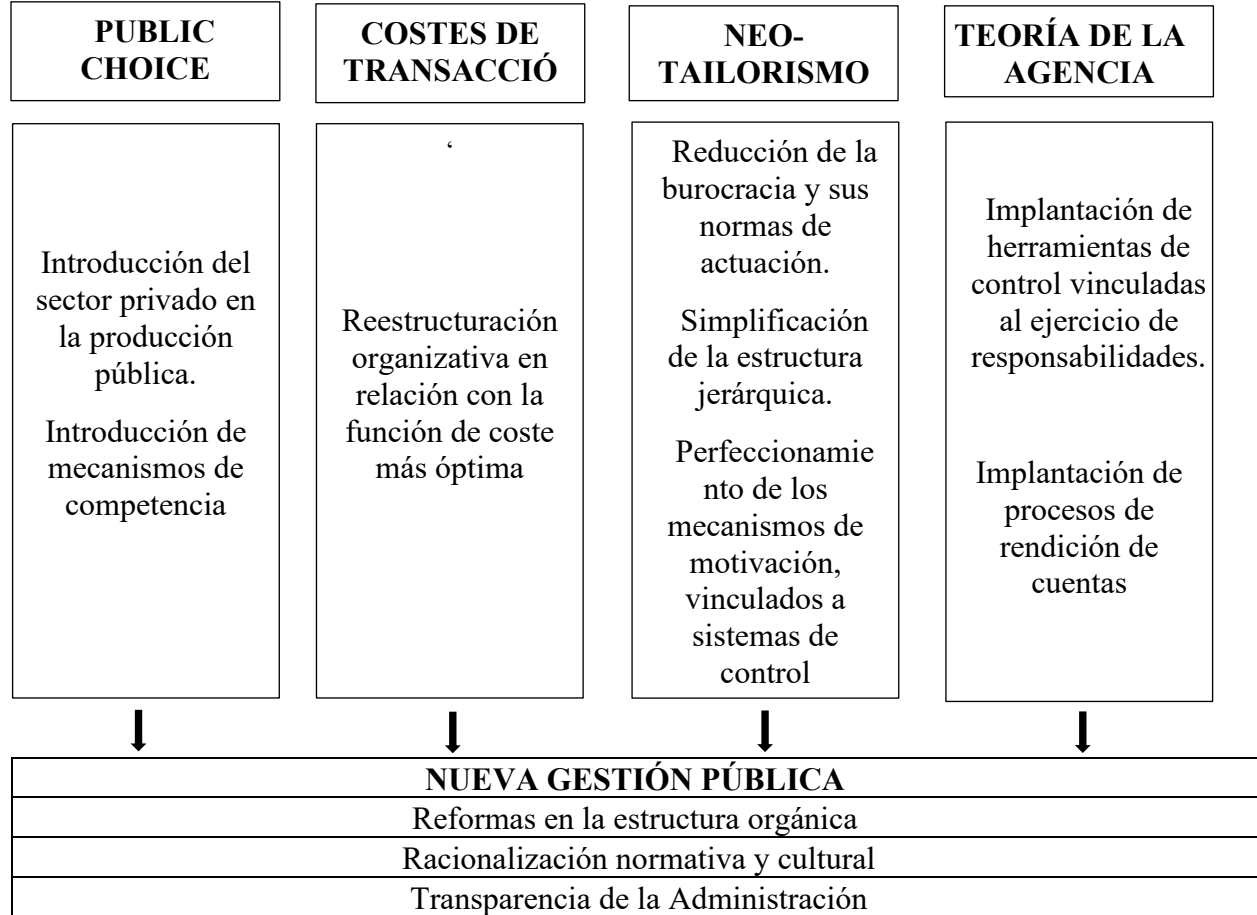 PUBLIC
CHOICE
COSTES DE
TRANSACCIÓ
NEO-
TAILORISMO
TEORÍA DE LA
AGENCIA
Introducción del
sector privado en
la producción
pública.
Introducción de
mecanismos de
competencia
‘
Reestructuración
organizativa en
relación con la
función de coste
más óptima
Reducción de la
burocracia y sus
normas de
actuación.
Simplificación
de la estructura
jerárquica.
Perfeccionamie
nto de los
mecanismos de
motivación,
vinculados a
sistemas de
control
Implantación de
herramientas de
control vinculadas
al ejercicio de
responsabilidades.
Implantación de
procesos de
rendición de
cuentas
NUEVA GESTIÓN PÚBLICA
Reformas en la estructura orgánica
Racionalización normativa y cultural
Transparencia de la Administración